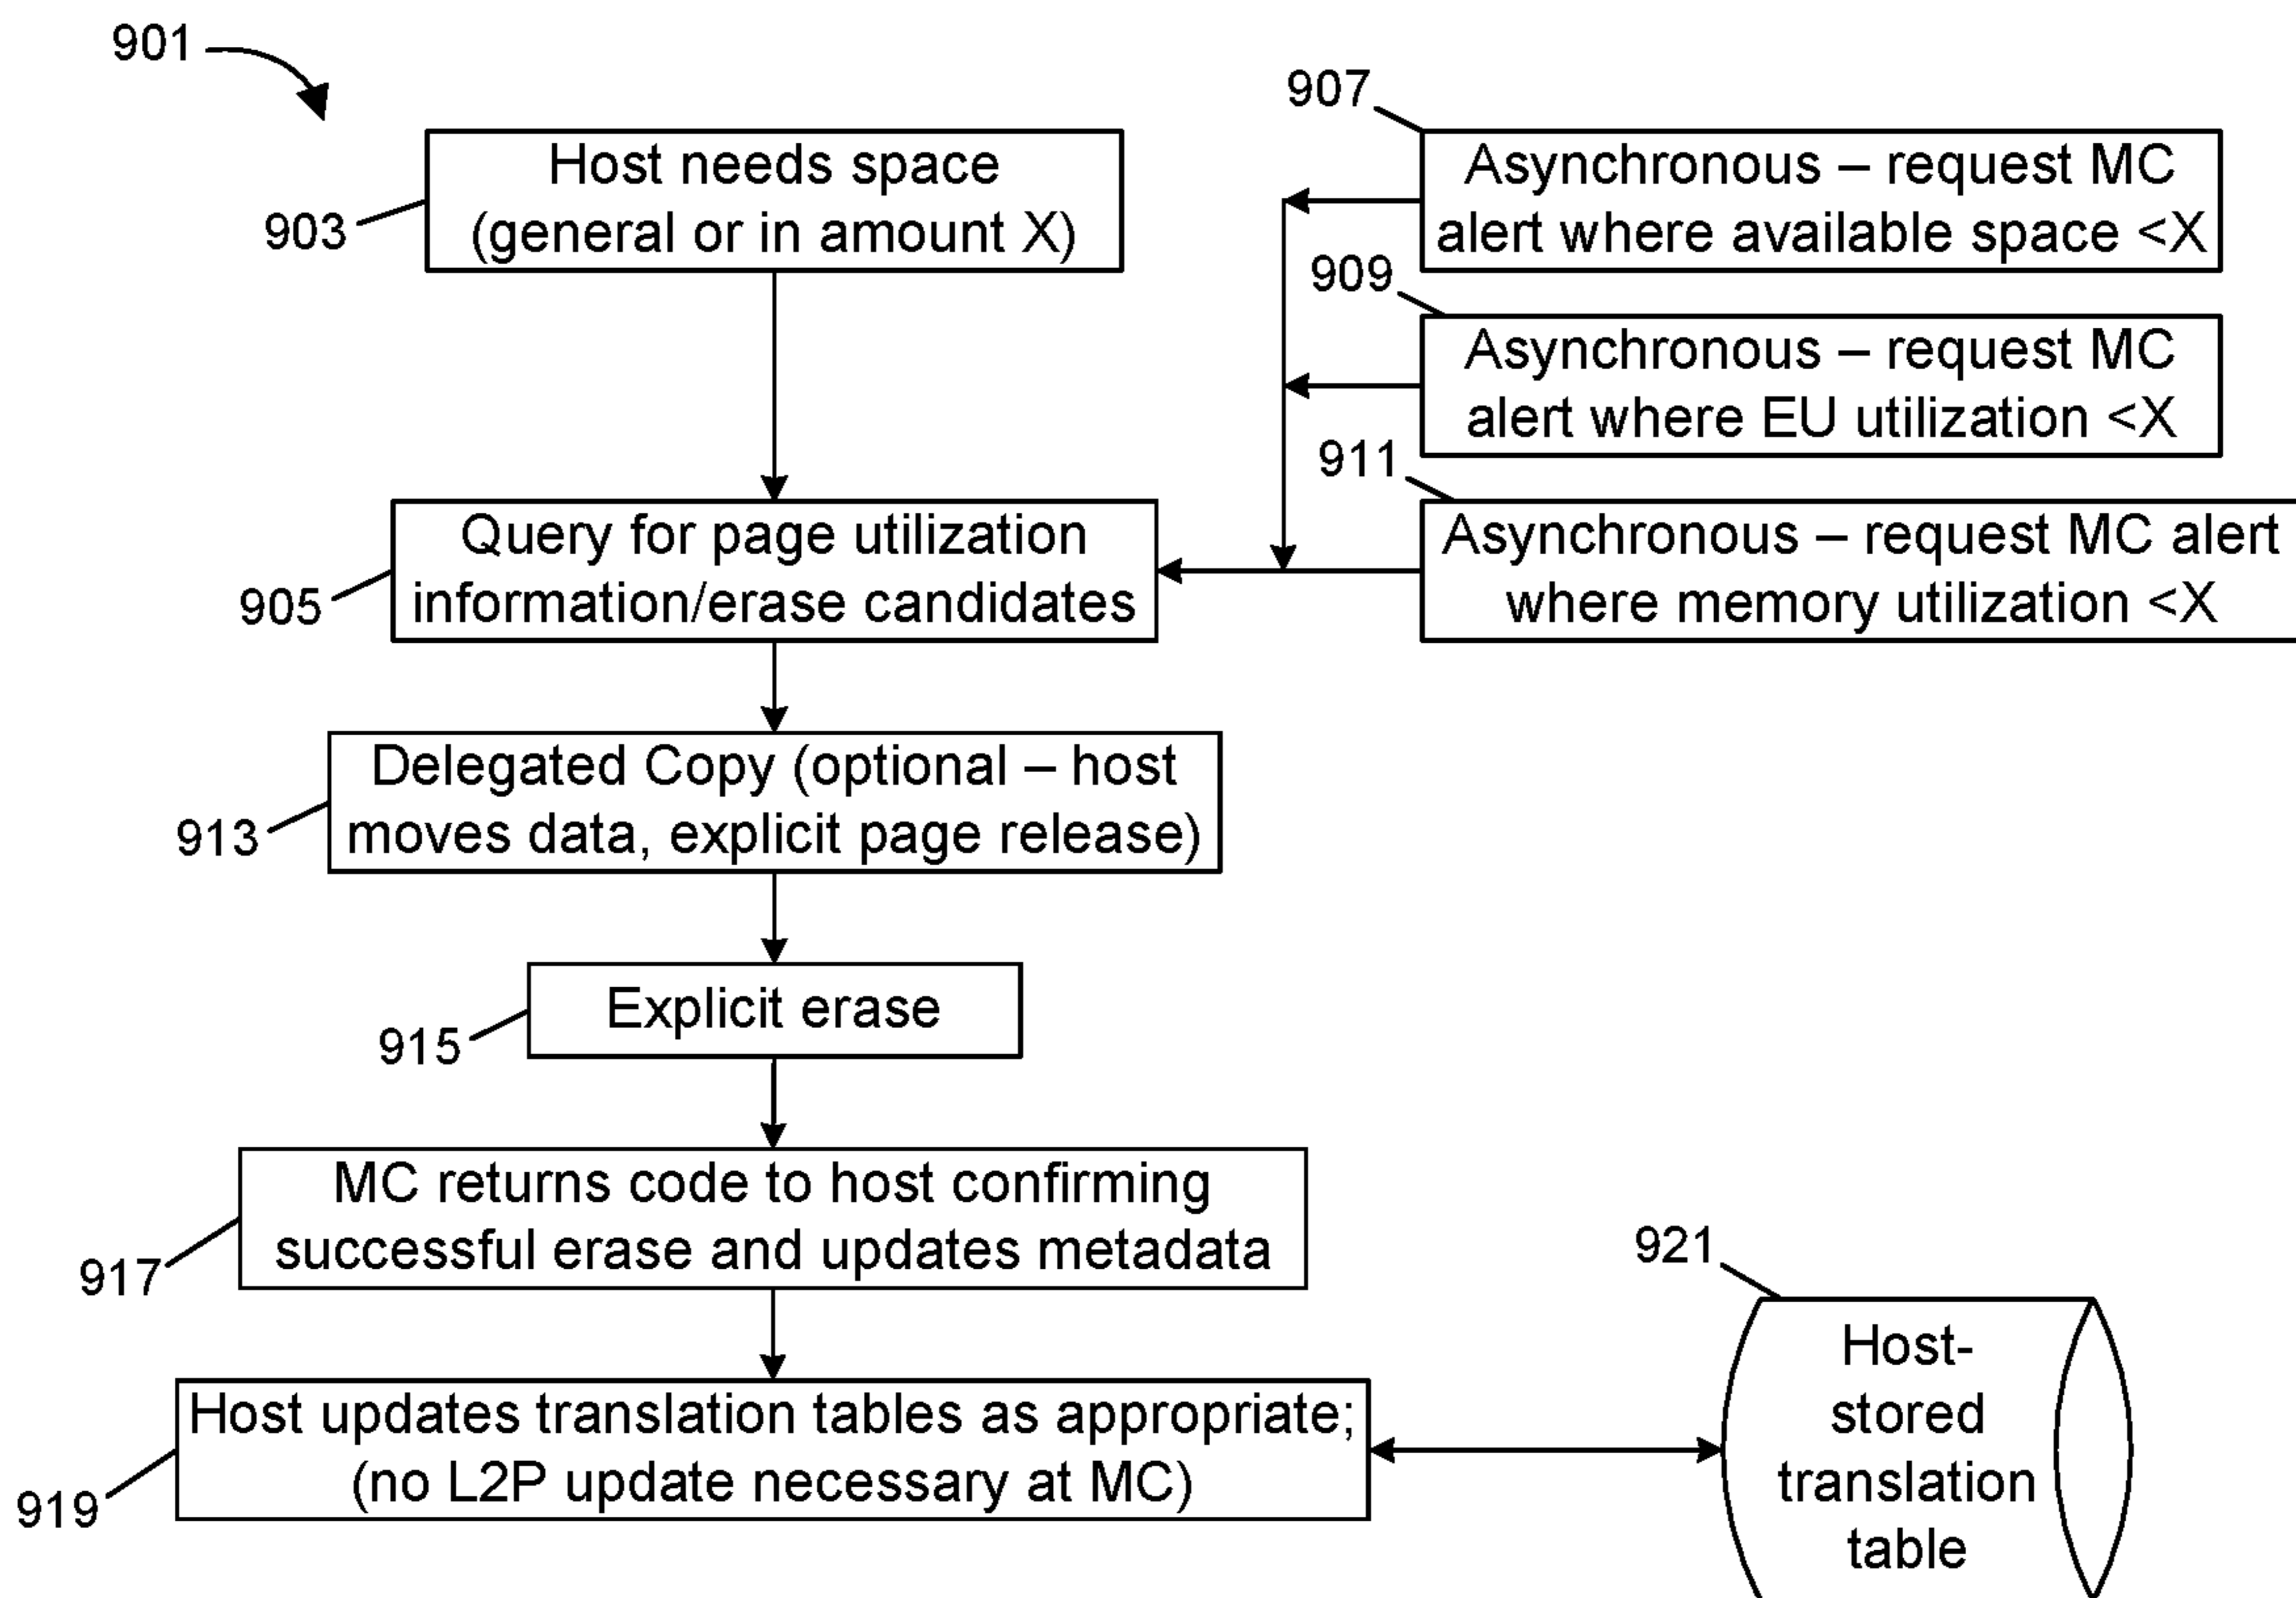 901
907
Host needs space
(general or in amount X)
903
Asynchronous – request MC
alert where available space <X
909
Asynchronous – request MC
alert where EU utilization <X
911
Query for page utilization
information/erase candidates
905
Asynchronous – request MC alert
where memory utilization <X
Delegated Copy (optional – host
moves data, explicit page release)
913
Explicit erase
915
MC returns code to host confirming
successful erase and updates metadata
917
921
Host updates translation tables as appropriate;
(no L2P update necessary at MC)
919
Host-
stored
translation
table